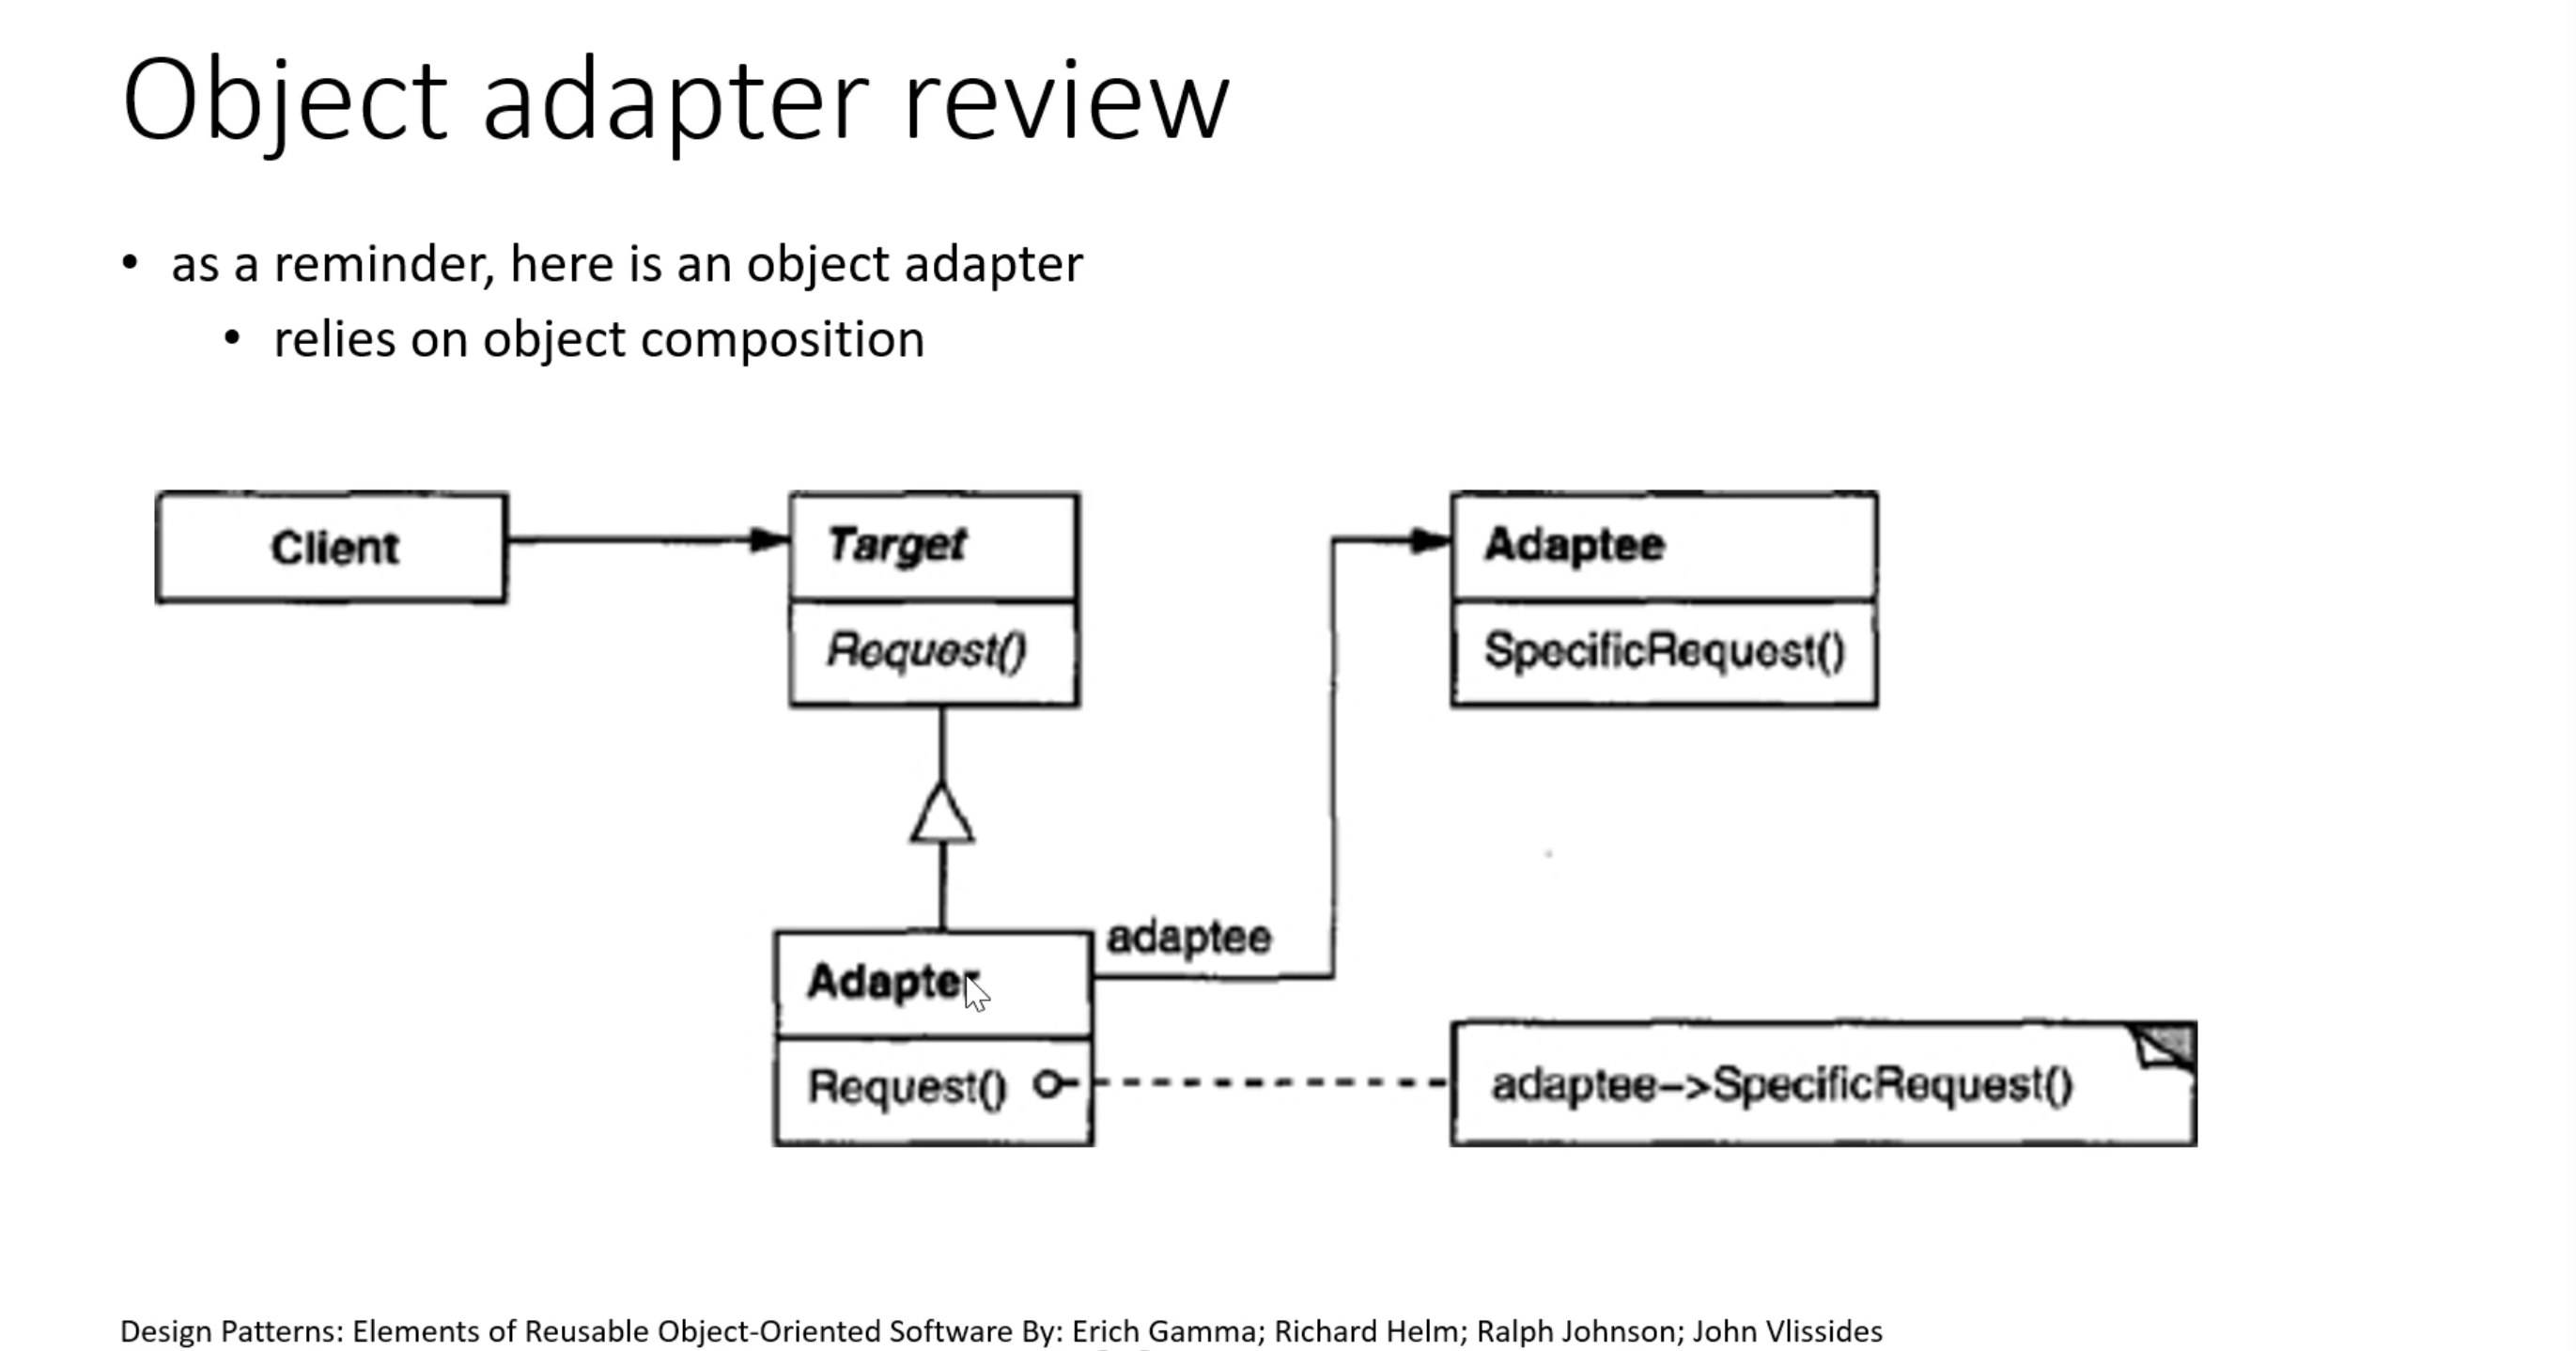 Object adapter review
• as a reminder, here is an object adapter
• relies on object composition
Client
Target
Request()
Adaptee
SpecificRequest()
adaptee
Adapter
Request()
adaptee–>SpecificRequest()
Design Patterns: Elements of Reusable Object-Oriented Software By: Erich Gamma; Richard Helm; Ralph Johnson; John Vlissides